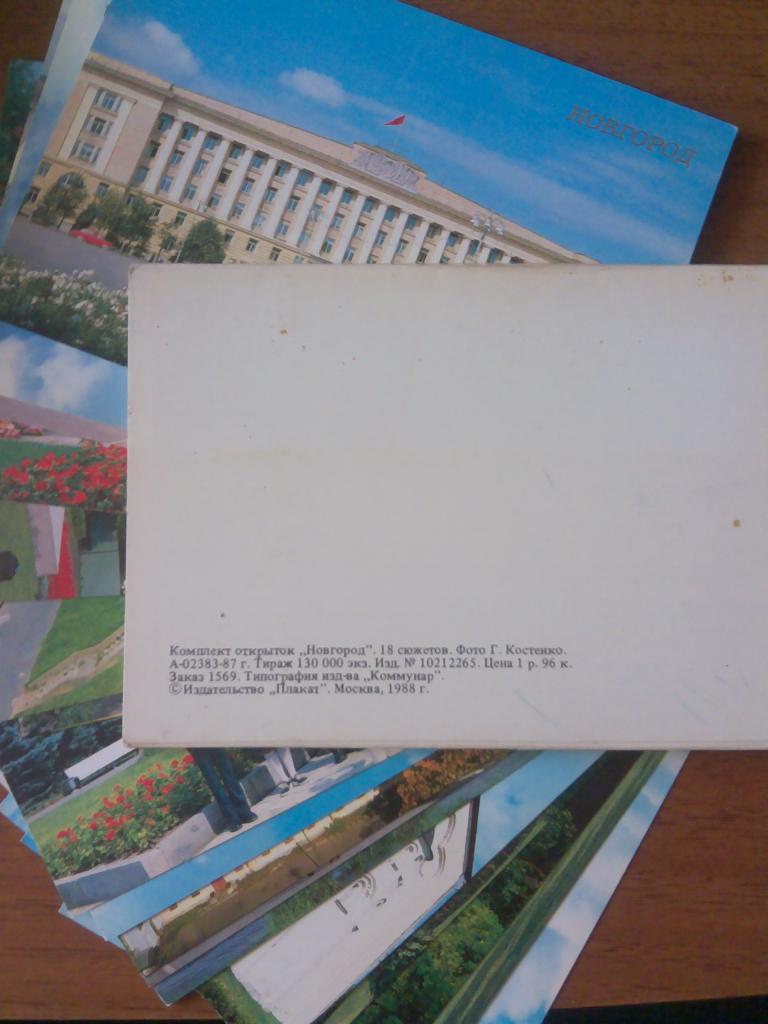 НОВГОРОД
Комплект открыток „Новгород”. 18 сюжетов. Фото Г. Костенко.
А-02383-87 г. Тираж 130 000 экз. Изд. № 10212265. Цена 1 р. 96 к.
Заказ 1569. Типография изд-ва „Коммунар”.
©Издательство „Плакат”. Москва, 1988 г.